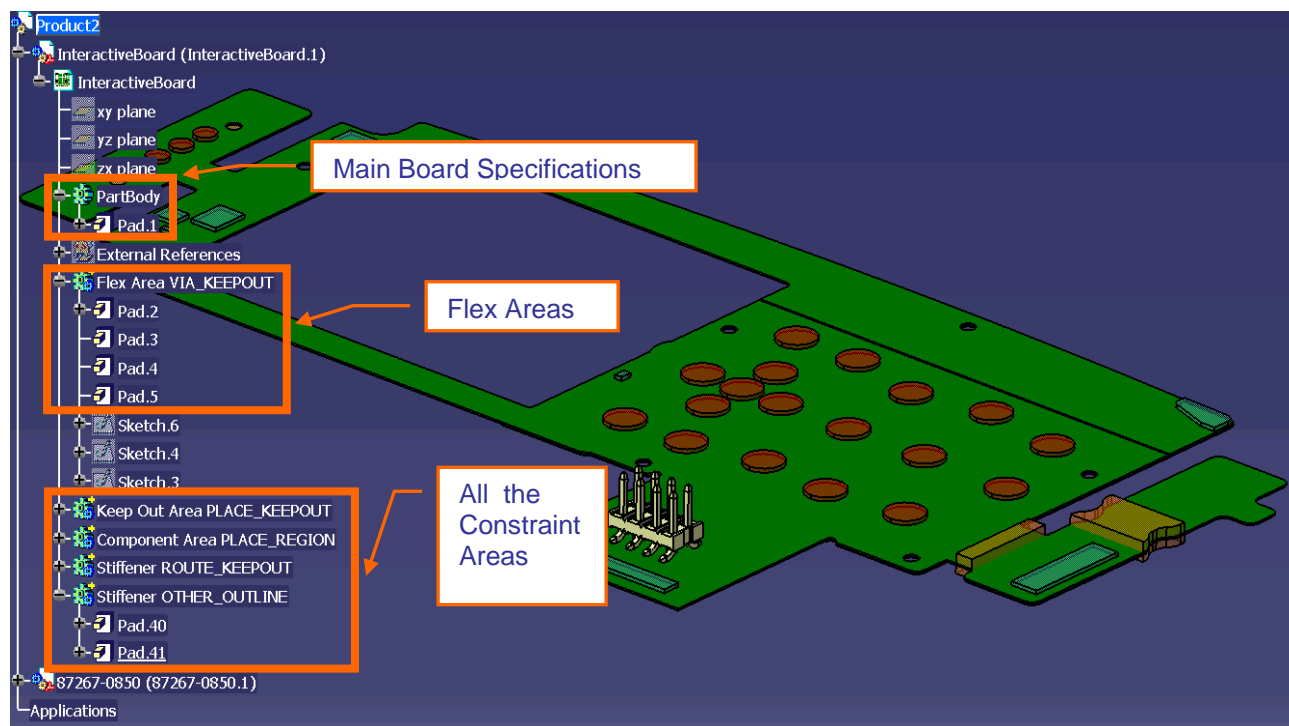 Product2
InteractiveBoard (InteractiveBoard.1)
InteractiveBoard
xy plane
yz plane
zx plane
Main Board Specifications
PartBody
Pad.1
External References
Flex Area VIA_KEEPOUT
Pad.2
Flex Areas
Pad.3
Pad.4
Pad.5
Sketch.6
Sketch.4
Sketch.3
All the
Constraint
Areas
Keep Out Area PLACE_KEEPOUT
Component Area PLACE_REGION
Stiffener ROUTE_KEEPOUT
Stiffener OTHER_OUTLINE
Pad.40
Pad.41
87267-0850 (87267-0850.1)
Applications